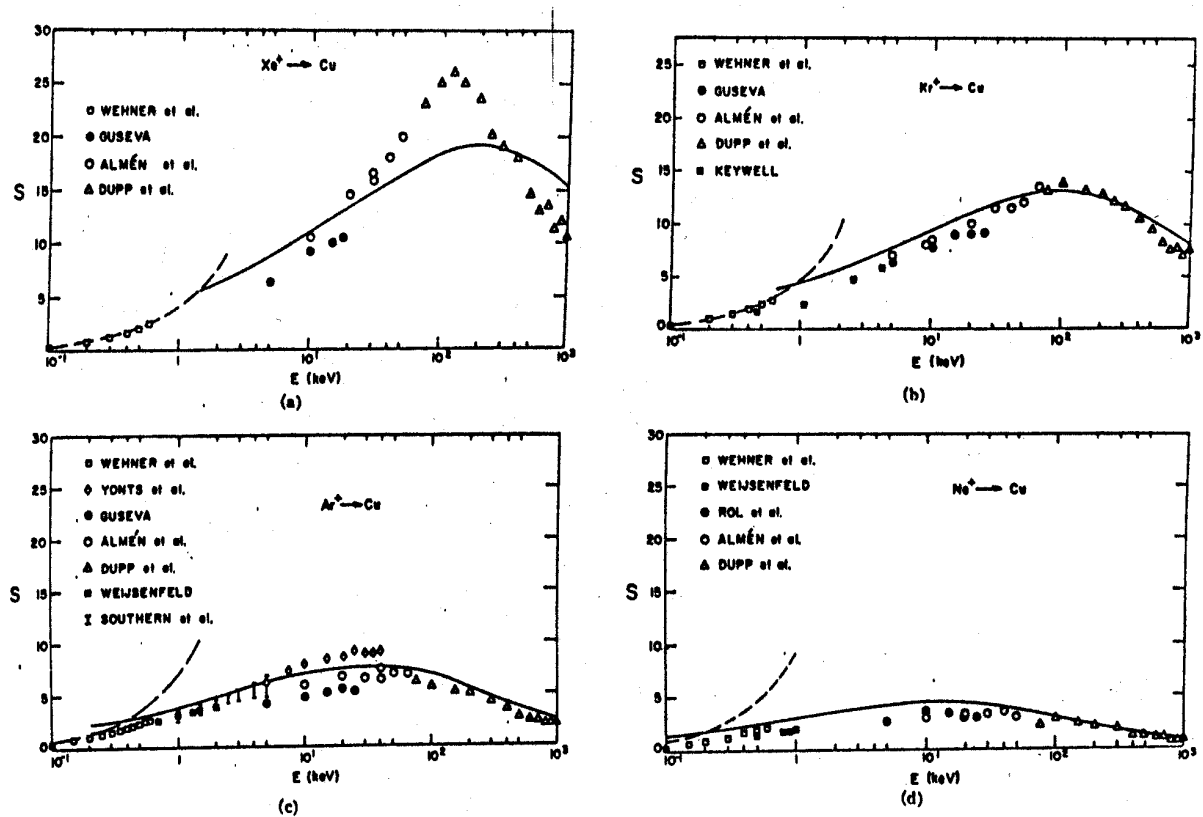 30
25
20
15
10
5
S
Xe⁺ → Cu
WEHNER et al.
GUSEVA
ALMÉN et al.
DUPP et al.
10⁻¹
1
10
10²
10³
E (keV)
(a)
25
20
15
10
5
0
Kr⁺ → Cu
WEHNER et al.
GUSEVA
ALMÉN et al.
DUPP et al.
KEYWELL
10⁻¹
1
10
10²
10³
E (keV)
(b)
30
25
20
15
10
5
0
S
Ar⁺ → Cu
WEHNER et al.
YONTS et al.
GUSEVA
ALMÉN et al.
DUPP et al.
WEIJSENFELD
SOUTHERN et al.
10⁻¹
1
10
10²
10³
E (keV)
(c)
30
25
20
15
10
5
0
S
Ne⁺ → Cu
WEHNER et al.
WEIJSENFELD
ROL et al.
ALMÉN et al.
DUPP et al.
10⁻¹
1
10
10²
10³
E (keV)
(d)